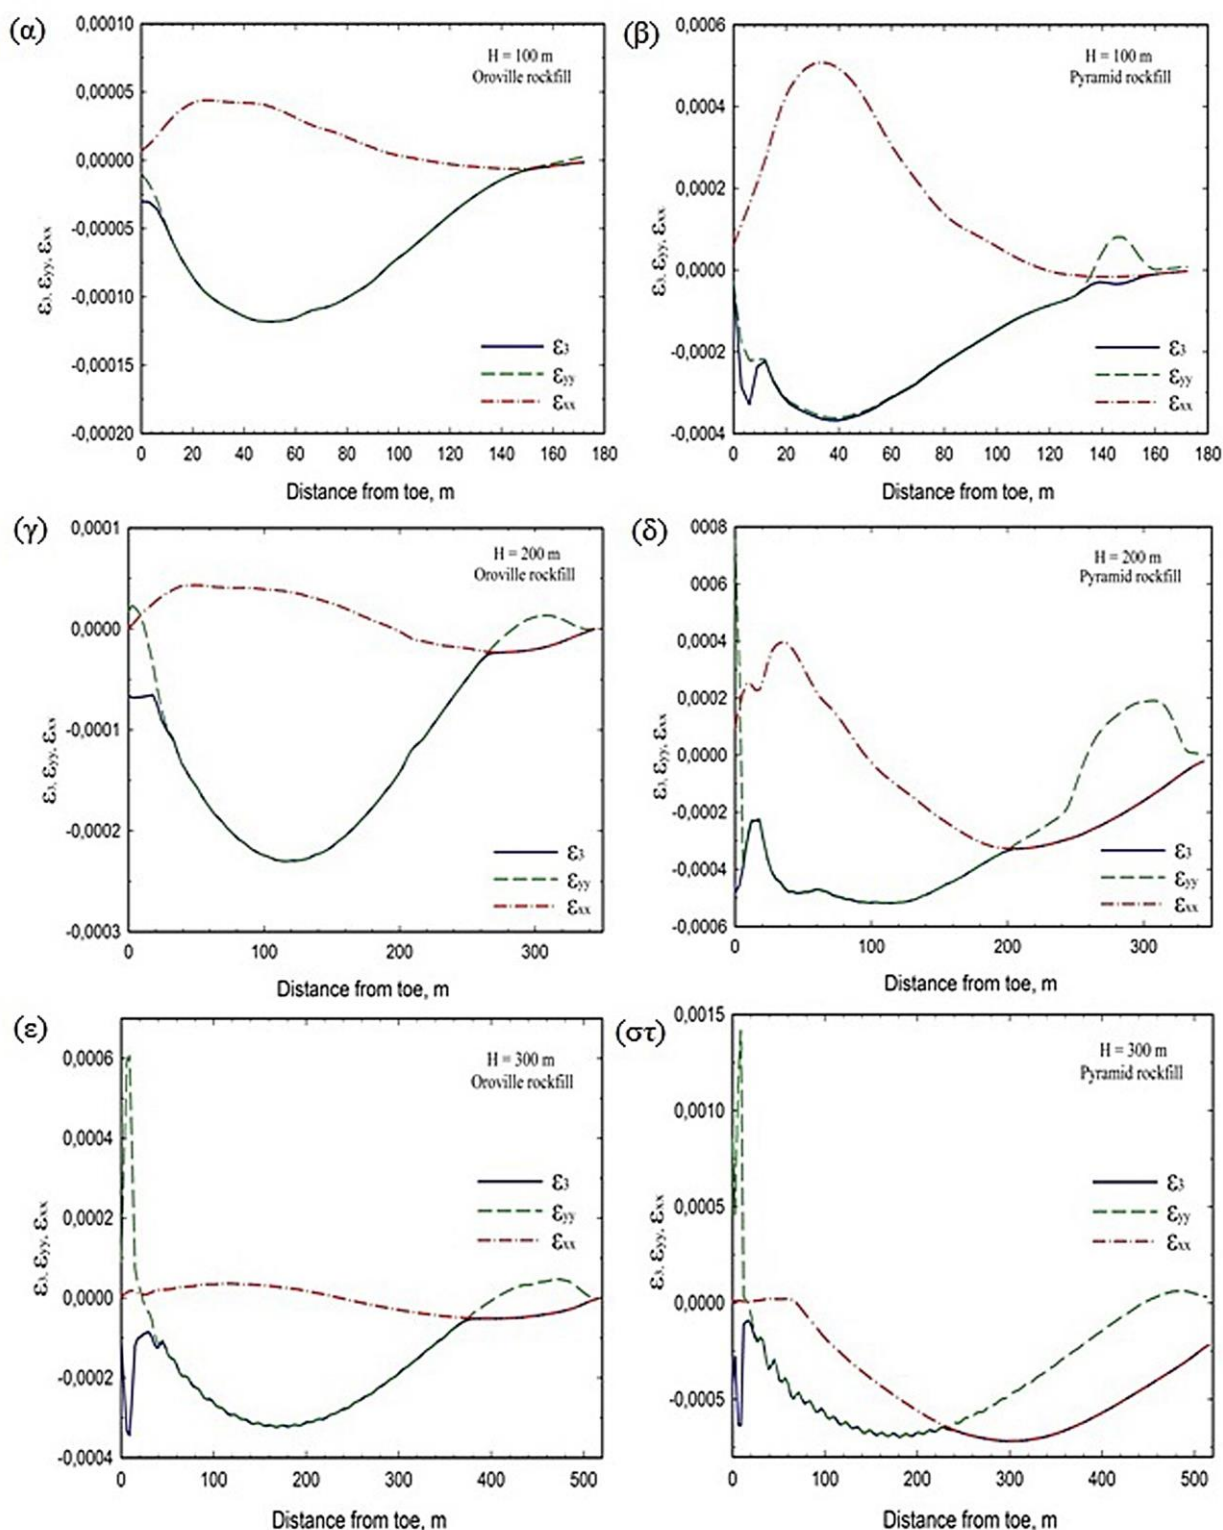 (α)
0,00010
0,00005
0,00000
-0,00005
-0,00010
-0,00015
-0,00020
ε3, εyy, εxx
H = 100 m
Oroville rockfill
ε3
εyy
εxx
0 20 40 60 80 100 120 140 160 180
Distance from toe, m
(β)
0,0006
0,0004
0,0002
0,0000
-0,0002
-0,0004
ε3, εyy, εxx
H = 100 m
Pyramid rockfill
ε3
εyy
εxx
0 20 40 60 80 100 120 140 160 180
Distance from toe, m
(γ)
0,0001
0,0000
-0,0001
-0,0002
-0,0003
ε3, εyy, εxx
H = 200 m
Oroville rockfill
ε3
εyy
εxx
0 100 200 300
Distance from toe, m
(δ)
0008
0006
0,0004
0,0002
0,0000
-0,0002
-0,0004
-0,0006
ε3, εyy, εxx
H = 200 m
Pyramid rockfill
ε3
εyy
εxx
0 100 200 300
Distance from toe, m
(ε)
0,0006
0,0004
0,0002
0,0000
-0,0002
-0,0004
ε3, εyy, εxx
H = 300 m
Oroville rockfill
ε3
εyy
εxx
0 100 200 300 400 500
Distance from toe, m
(στ)
0,0015
0,0010
0,0005
0,0000
-0,0005
ε3, εyy, εxx
H = 300 m
Pyramid rockfill
ε3
εyy
εxx
0 100 200 300 400 500
Distance from toe, m